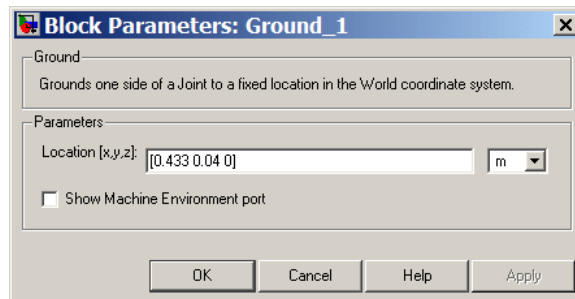 Block Parameters: Ground_1
Ground
Grounds one side of a Joint to a fixed location in the World coordinate system.
Parameters
Location [x,y,z]: [0.433 0.04 0] m
Show Machine Environment port
OK Cancel Help Apply